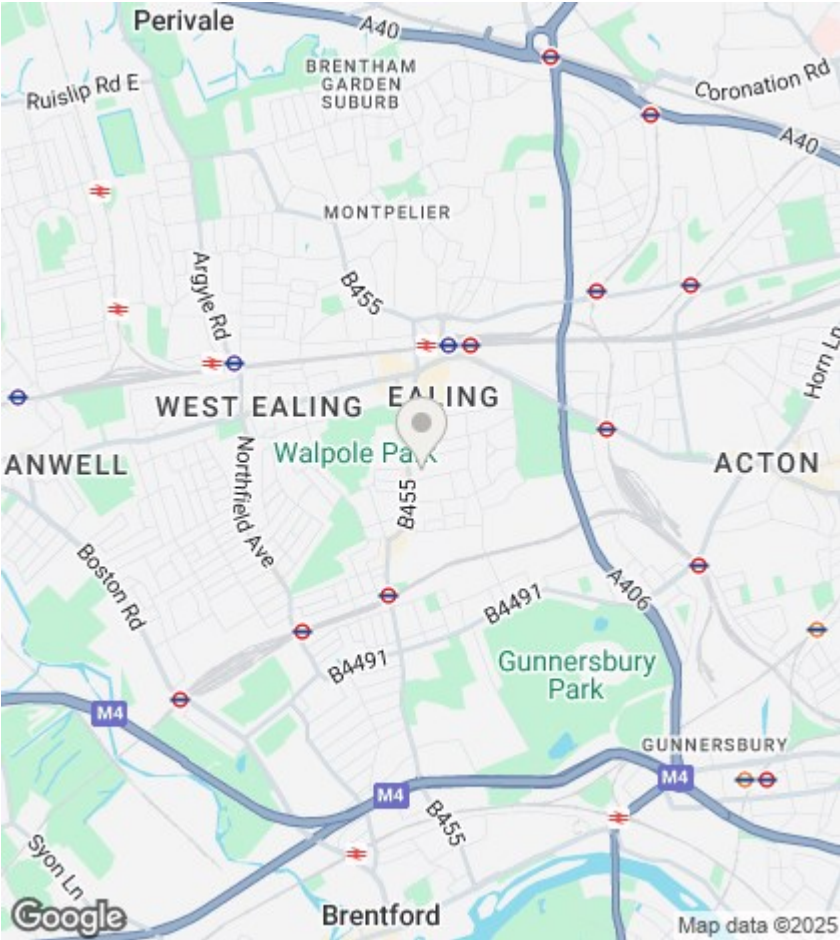 Perivale
A40
BRENTHAM
GARDEN
SUBURB
Coronation Rd
Ruislip Rd E
A40
MONTPELIER
Argyle Rd
B455
Horn Ln
WEST EALING
EALING
Walpole Park
ANWELL
ACTON
Northfield Ave
B455
Boston Rd
A406
B4491
B4491
Gunnersbury
Park
M4
GUNNERSBURY
M4
M4
B455
Syon Ln
Brentford
Google
Map data ©2025